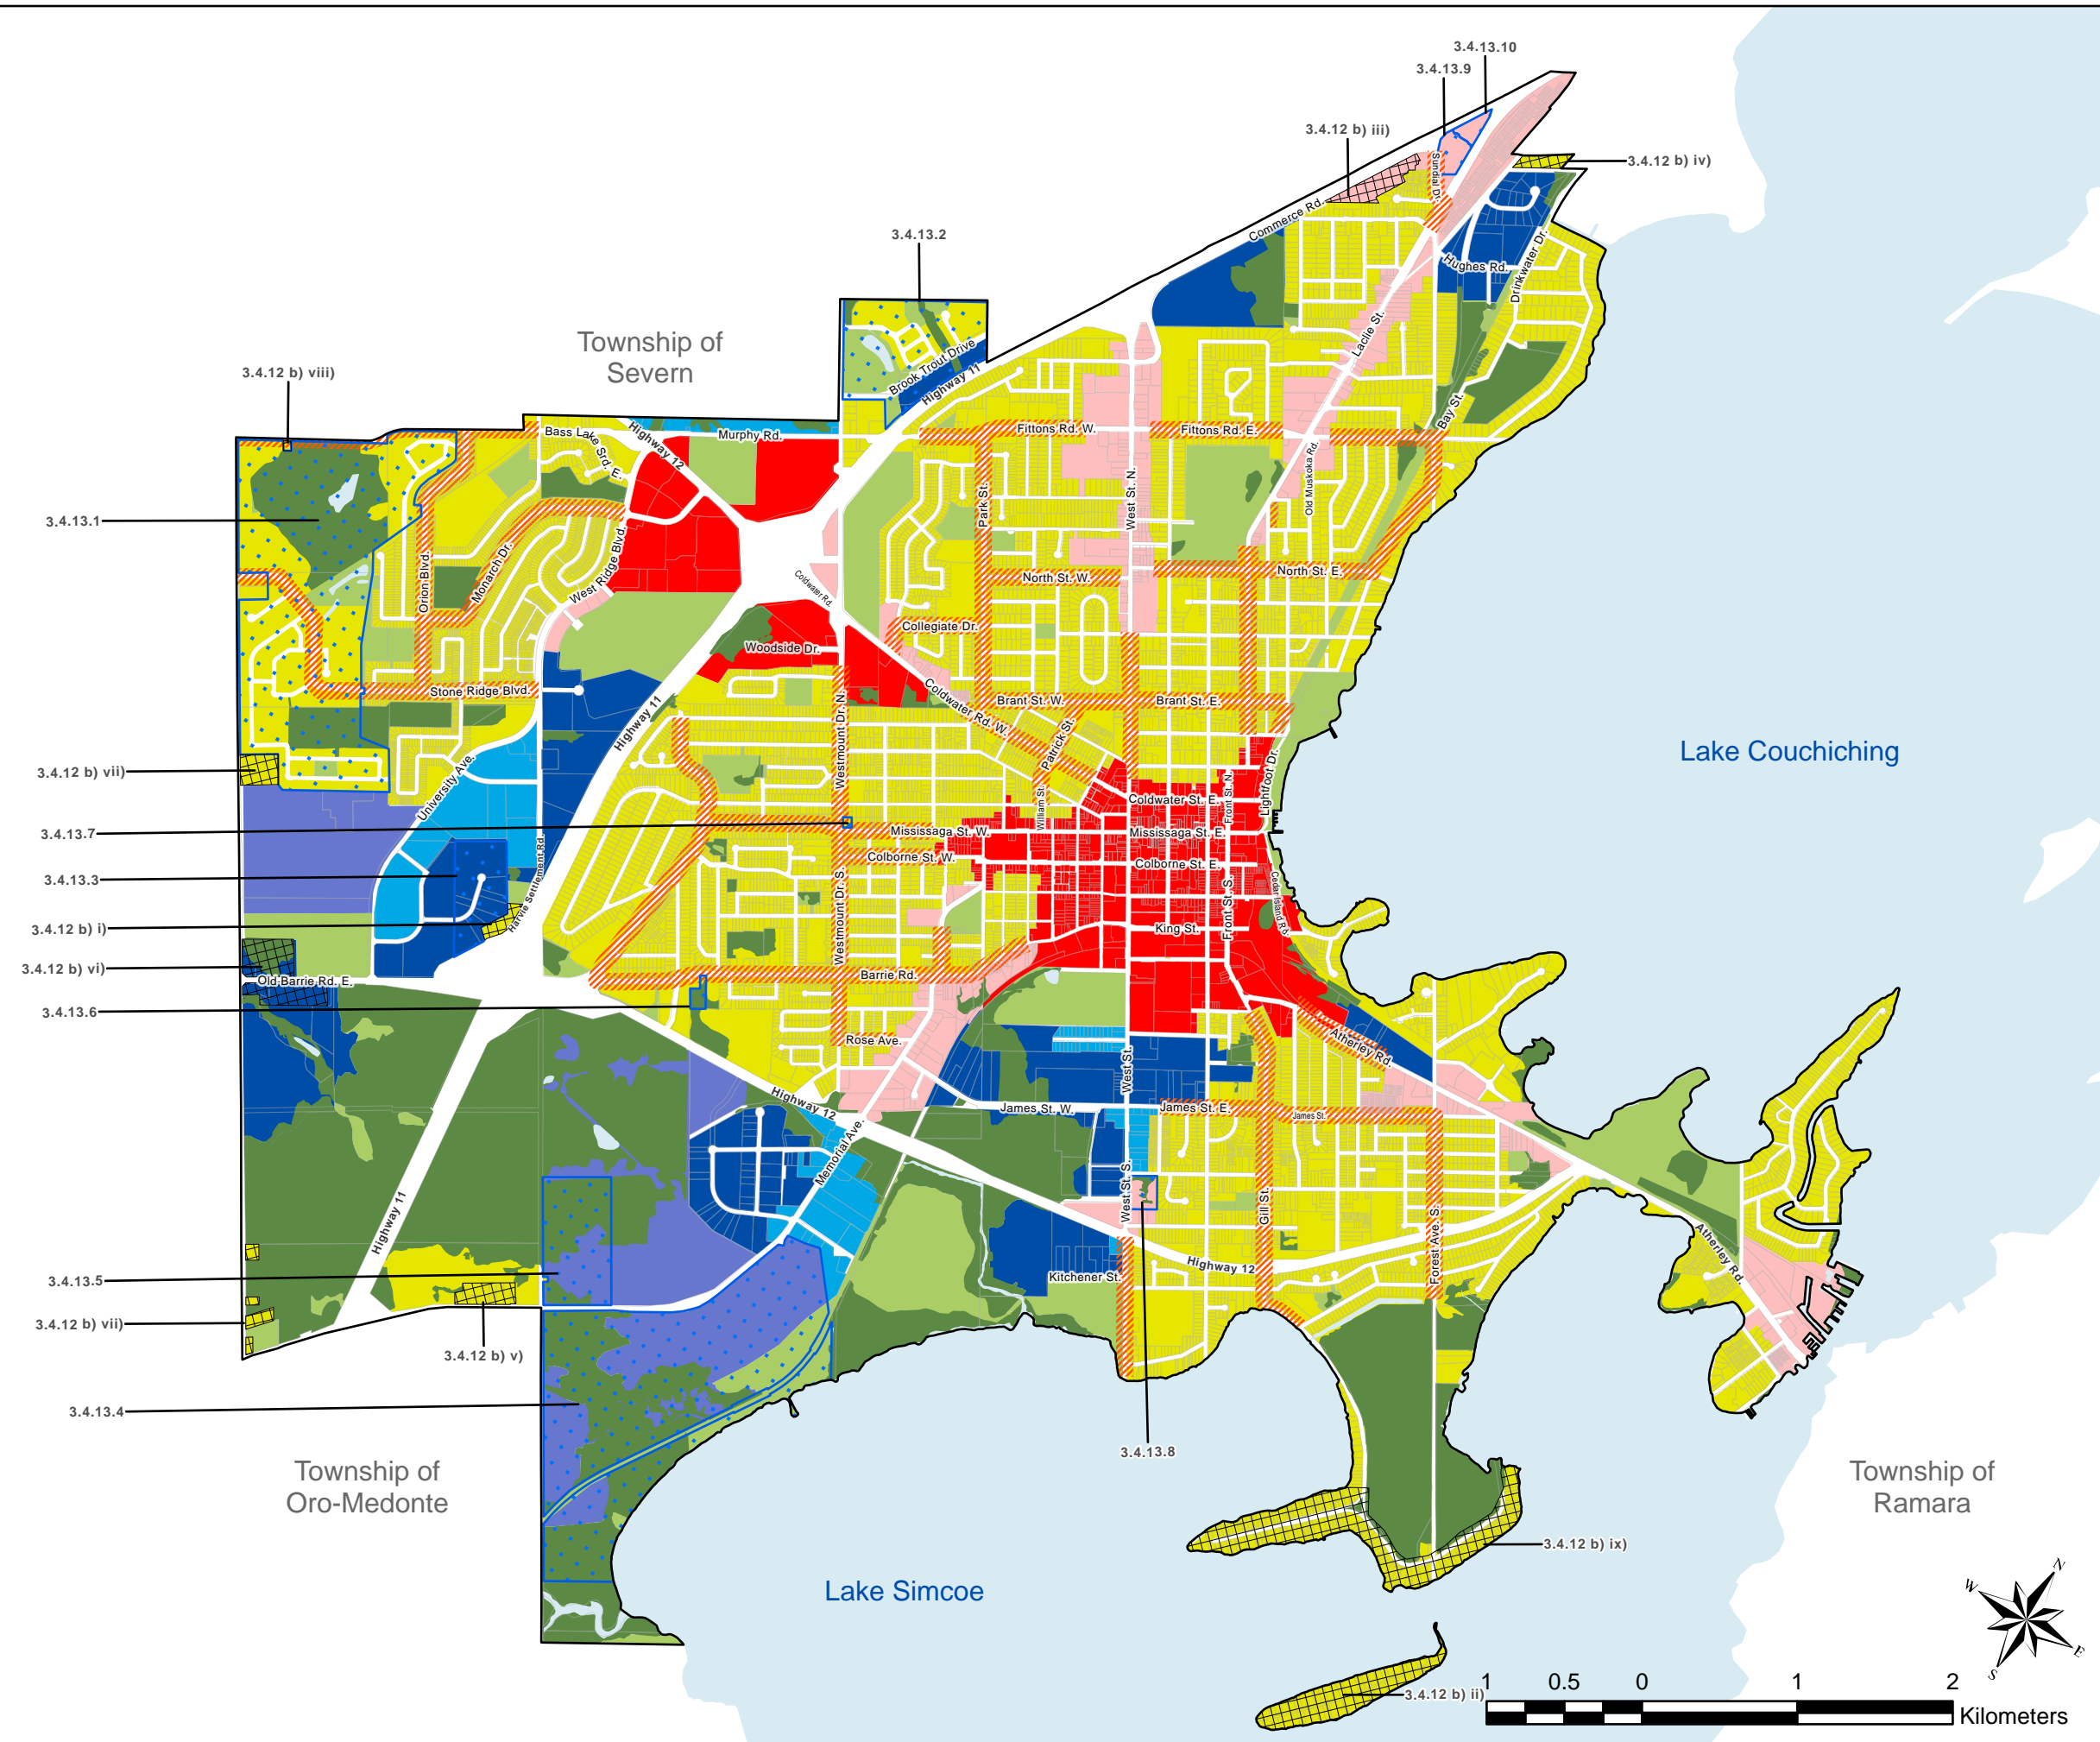 3.4.13.10
3.4.13.9
3.4.12 b) iii)
3.4.12 b) iv)
Sundial Dr.
Commerce Rd.
3.4.13.2
Hughes Rd.
Drinkwater Dr.
Township of
Severn
Laclie St.
Brook Trout Drive
Highway 11
3.4.12 b) viii)
Bass Lake Srd. E.
Highway 12
Murphy Rd.
Fittons Rd. W.
Fittons Rd. E.
Bay St.
Old Muskoka Rd.
Park St.
West St. N.
3.4.13.1
Orion Blvd.
Monarch Dr.
West Ridge Blvd.
Coldwater Rd.
North St. W.
North St. E.
Collegiate Dr.
Woodside Dr.
Stone Ridge Blvd.
Highway 11
Westmount Dr. N.
Coldwater Rd. W.
Brant St. W.
Brant St. E.
Patrick St.
Lake Couchiching
3.4.12 b) vii)
University Ave.
William St.
Coldwater St. E.
Front St. N.
Lightfoot Dr.
3.4.13.7
Mississaga St. W.
Mississaga St. E.
Colborne St. W.
Colborne St. E.
3.4.13.3
Harvie Settlement Rd.
Westmount Dr. S.
Front St. S.
Cedar Island Rd.
3.4.12 b) i)
King St.
3.4.12 b) vi)
Old Barrie Rd. E.
Barrie Rd.
3.4.13.6
Rose Ave.
Atherley Rd.
West St.
Highway 12
James St. W.
James St. E.
James St.
Memorial Ave.
Highway 11
West St. S.
Gill St.
Forest Ave. S.
Atherley Rd.
3.4.13.5
Kitchener St.
Highway 12
3.4.12 b) vii)
3.4.12 b) v)
3.4.13.4
3.4.13.8
Township of
Oro-Medonte
Township of
Ramara
3.4.12 b) ix)
Lake Simcoe
N
W
E
S
3.4.12 b) ii)
1 0.5 0 1 2
Kilometers